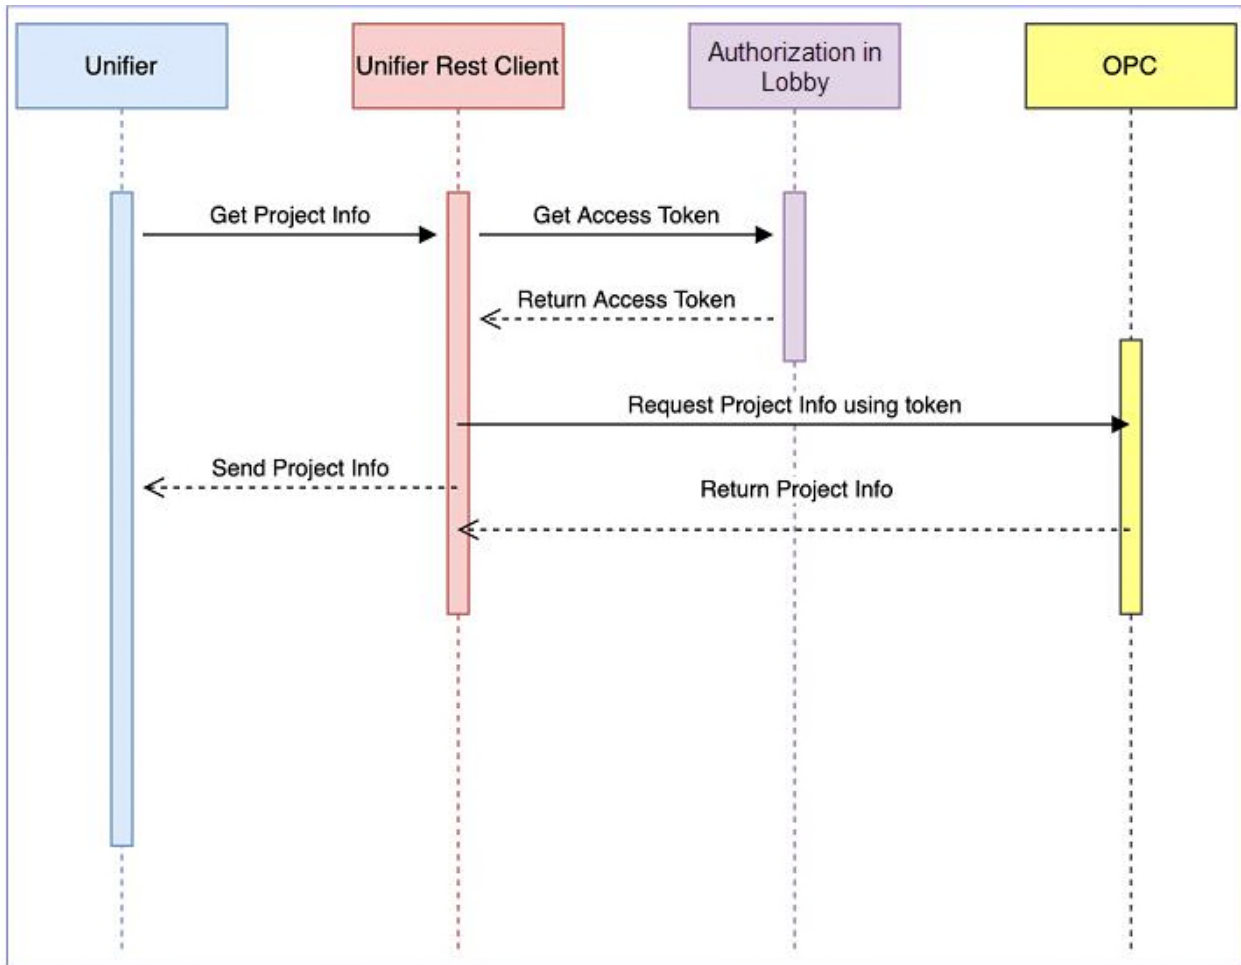 Unifier
Unifier Rest Client
Authorization in
Lobby
OPC
Get Project Info
Get Access Token
Return Access Token
Request Project Info using token
Send Project Info
Return Project Info